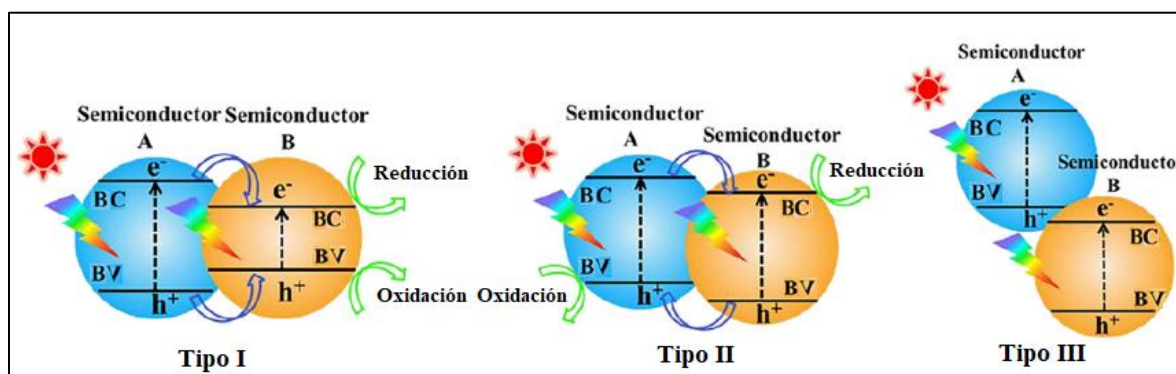 Semiconductor Semiconductor
A B
e⁻
BC
BV
h⁺
e⁻
BC
BV
h⁺
Reducción
Oxidación
Tipo I
Semiconductor
A
Semiconductor
B
e⁻
BC
BV
h⁺
e⁻
BC
BV
h⁺
Reducción
Oxidación
Tipo II
Semiconductor
A
e⁻
BC
BV
h⁺
Semiconductor
B
e⁻
BC
BV
h⁺
Tipo III